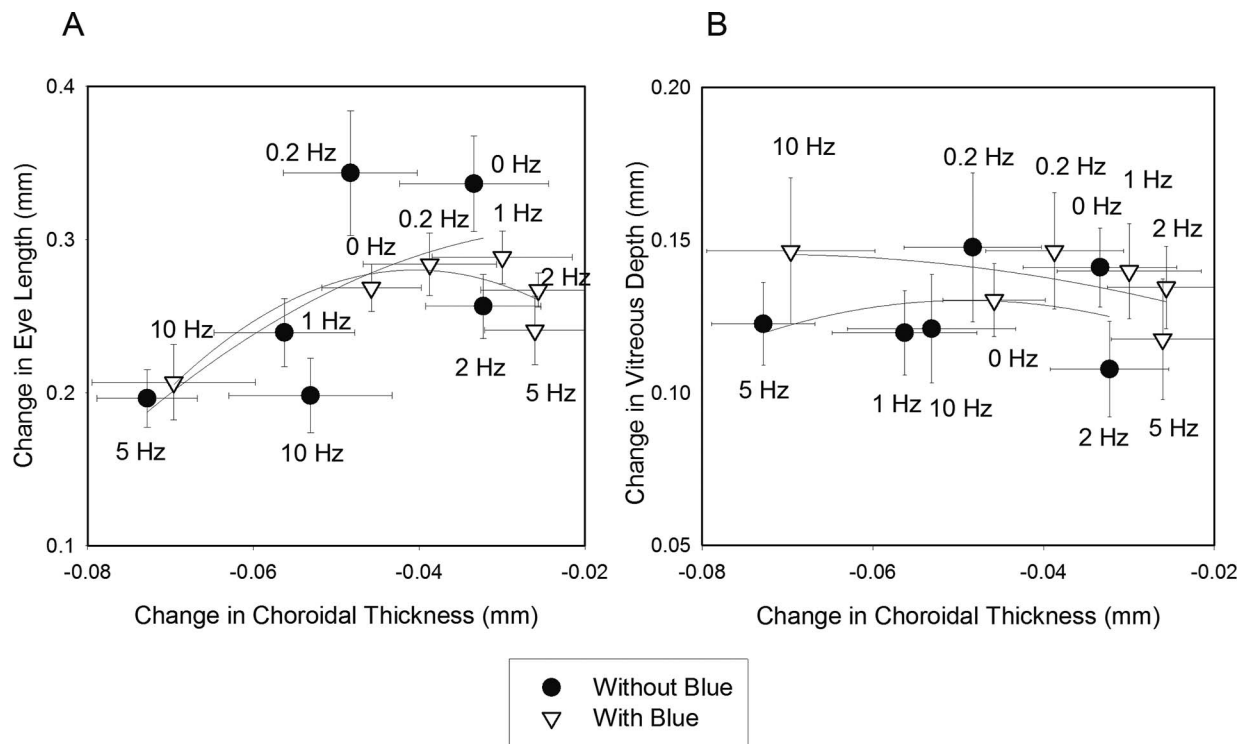 A
Change in Eye Length (mm)
0.4
0.3
0.2
0.1
0.2 Hz
0 Hz
0.2 Hz
1 Hz
0 Hz
2 Hz
10 Hz
1 Hz
2 Hz
5 Hz
5 Hz
10 Hz
-0.08
-0.06
-0.04
-0.02
Change in Choroidal Thickness (mm)
B
Change in Vitreous Depth (mm)
0.20
0.15
0.10
0.05
10 Hz
0.2 Hz
0.2 Hz
1 Hz
0 Hz
2 Hz
0 Hz
5 Hz
1 Hz
10 Hz
2 Hz
5 Hz
-0.08
-0.06
-0.04
-0.02
Change in Choroidal Thickness (mm)
Without Blue
With Blue